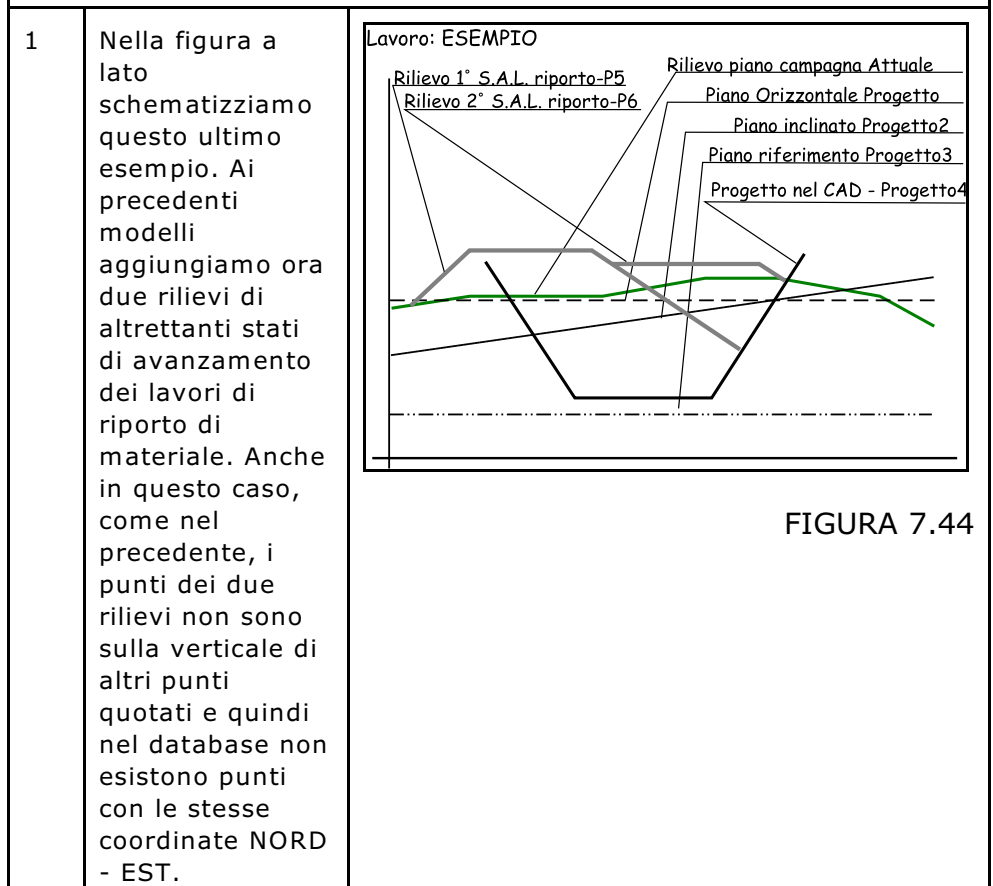 1
Nella figura a
lato
schematizziamo
questo ultimo
esempio. Ai
precedenti
modelli
aggiungiamo ora
due rilievi di
altrettanti stati
di avanzamento
dei lavori di
riporto di
materiale. Anche
in questo caso,
come nel
precedente, i
punti dei due
rilievi non sono
sulla verticale di
altri punti
quotati e quindi
nel database non
esistono punti
con le stesse
coordinate NORD
- EST.
Lavoro: ESEMPIO
Rilievo 1° S.A.L. riporto-P5
Rilievo 2° S.A.L. riporto-P6
Rilievo piano campagna Attuale
Piano Orizzontale Progetto
Piano inclinato Progetto2
Piano riferimento Progetto3
Progetto nel CAD - Progetto4
FIGURA 7.44